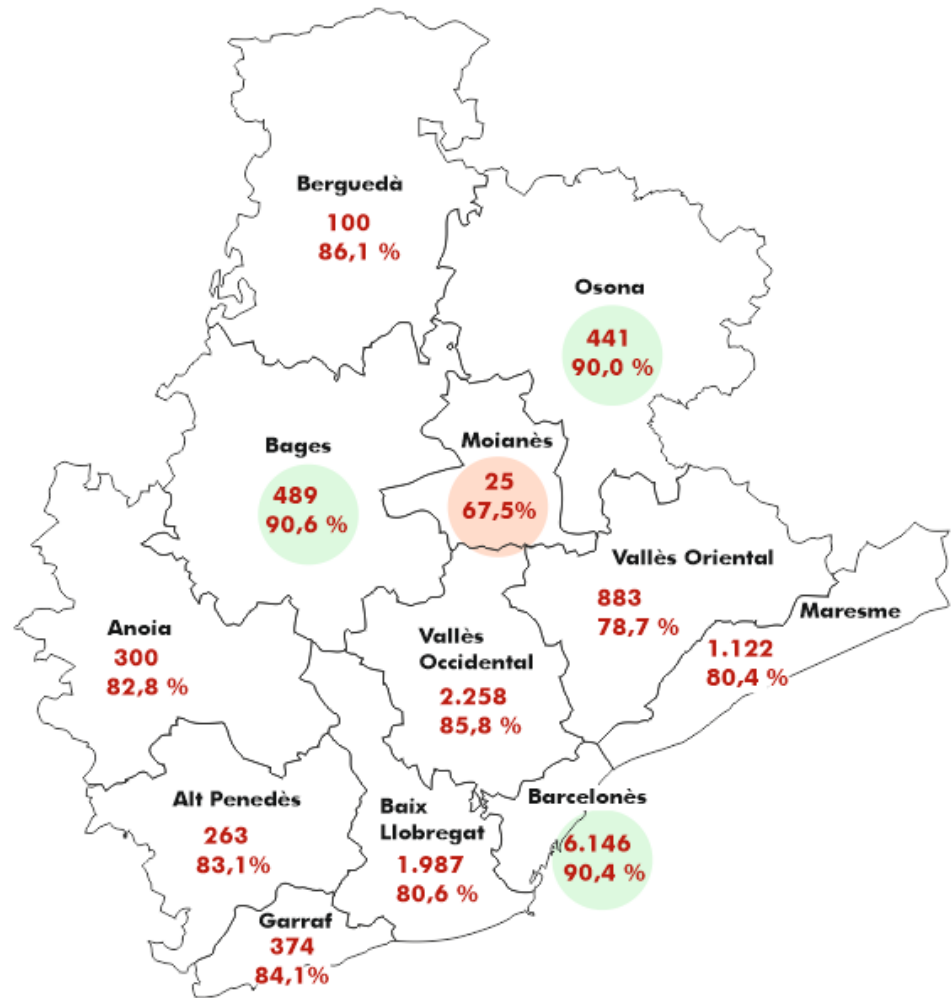 Berguedà
100
86,1 %
Osona
441
90,0 %
Bages
489
90,6 %
Moianès
25
67,5%
Vallès Oriental
883
78,7 %
Maresme
1.122
80,4 %
Anoia
300
82,8 %
Vallès
Occidental
2.258
85,8 %
Alt Penedès
263
83,1%
Baix
Llobregat
1.987
80,6 %
Barcelonès
6.146
90,4 %
Garraf
374
84,1%